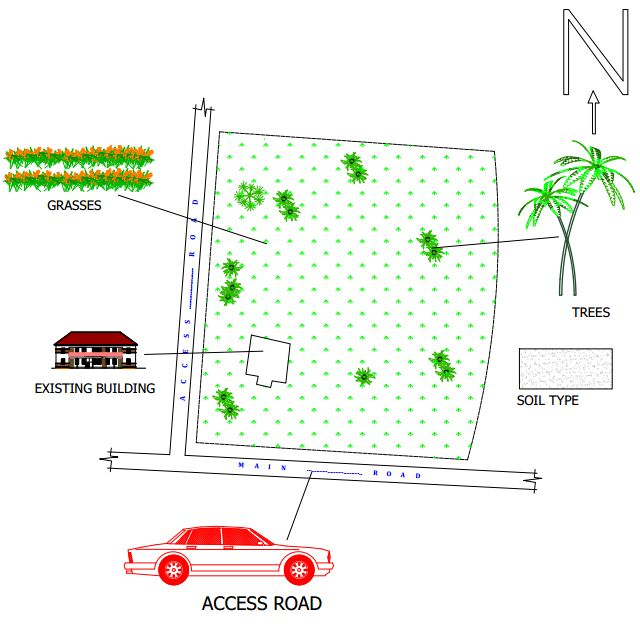 N
GRASSES
ACCESS ROAD
TREES
EXISTING BUILDING
SOIL TYPE
MAIN ROAD
ACCESS ROAD